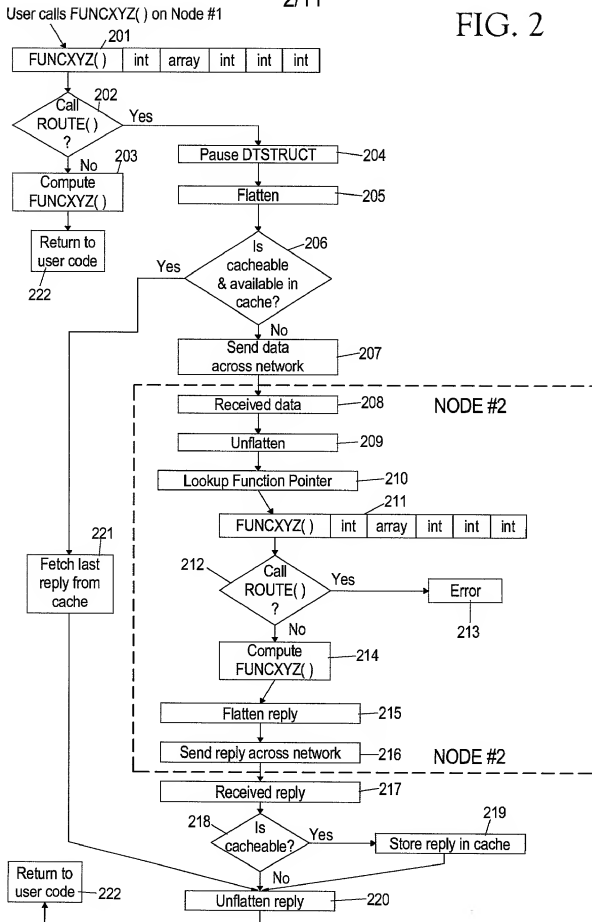 2/11
User calls FUNCXYZ( ) on Node #1
FIG. 2
201
FUNCXYZ( ) int array int int int
202
Call
ROUTE( )
?
Yes
No
203
Compute
FUNCXYZ( )
Return to
user code
222
Pause DTSTRUCT
204
Flatten
205
206
Is
cacheable
& available in
cache?
Yes
No
Send data
across network
207
Received data
208
NODE #2
Unflatten
209
Lookup Function Pointer
210
211
FUNCXYZ( ) int array int int int
212
Call
ROUTE( )
?
Yes
Error
213
No
Compute
FUNCXYZ( )
214
221
Fetch last
reply from
cache
Flatten reply
215
Send reply across network
216
NODE #2
Received reply
217
218
Is
cacheable?
Yes
219
Store reply in cache
No
Return to
user code
222
Unflatten reply
220